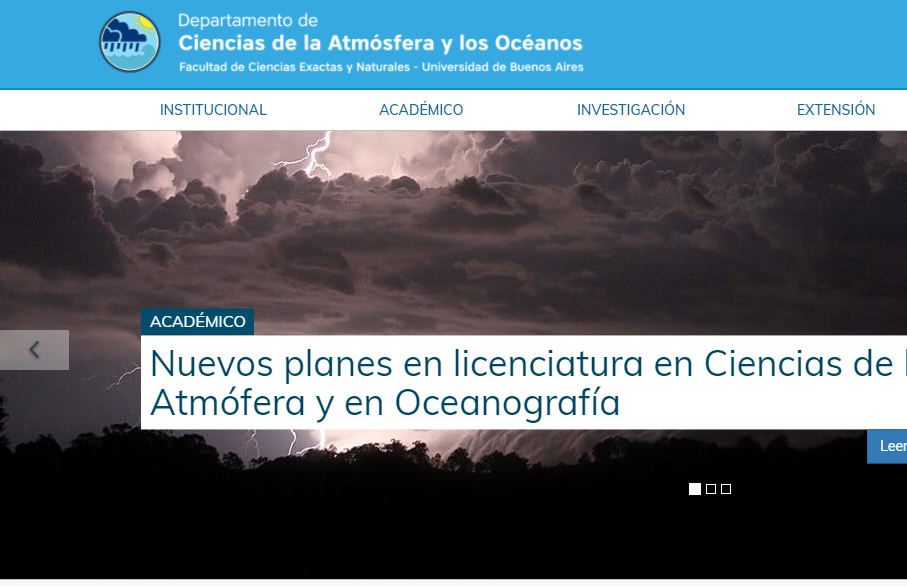 Departamento de
Ciencias de la Atmósfera y los Océanos
Facultad de Ciencias Exactas y Naturales - Universidad de Buenos Aires
INSTITUCIONAL ACADÉMICO INVESTIGACIÓN EXTENSIÓN
ACADÉMICO
Nuevos planes en licenciatura en Ciencias de
Atmófera y en Oceanografía
Leer